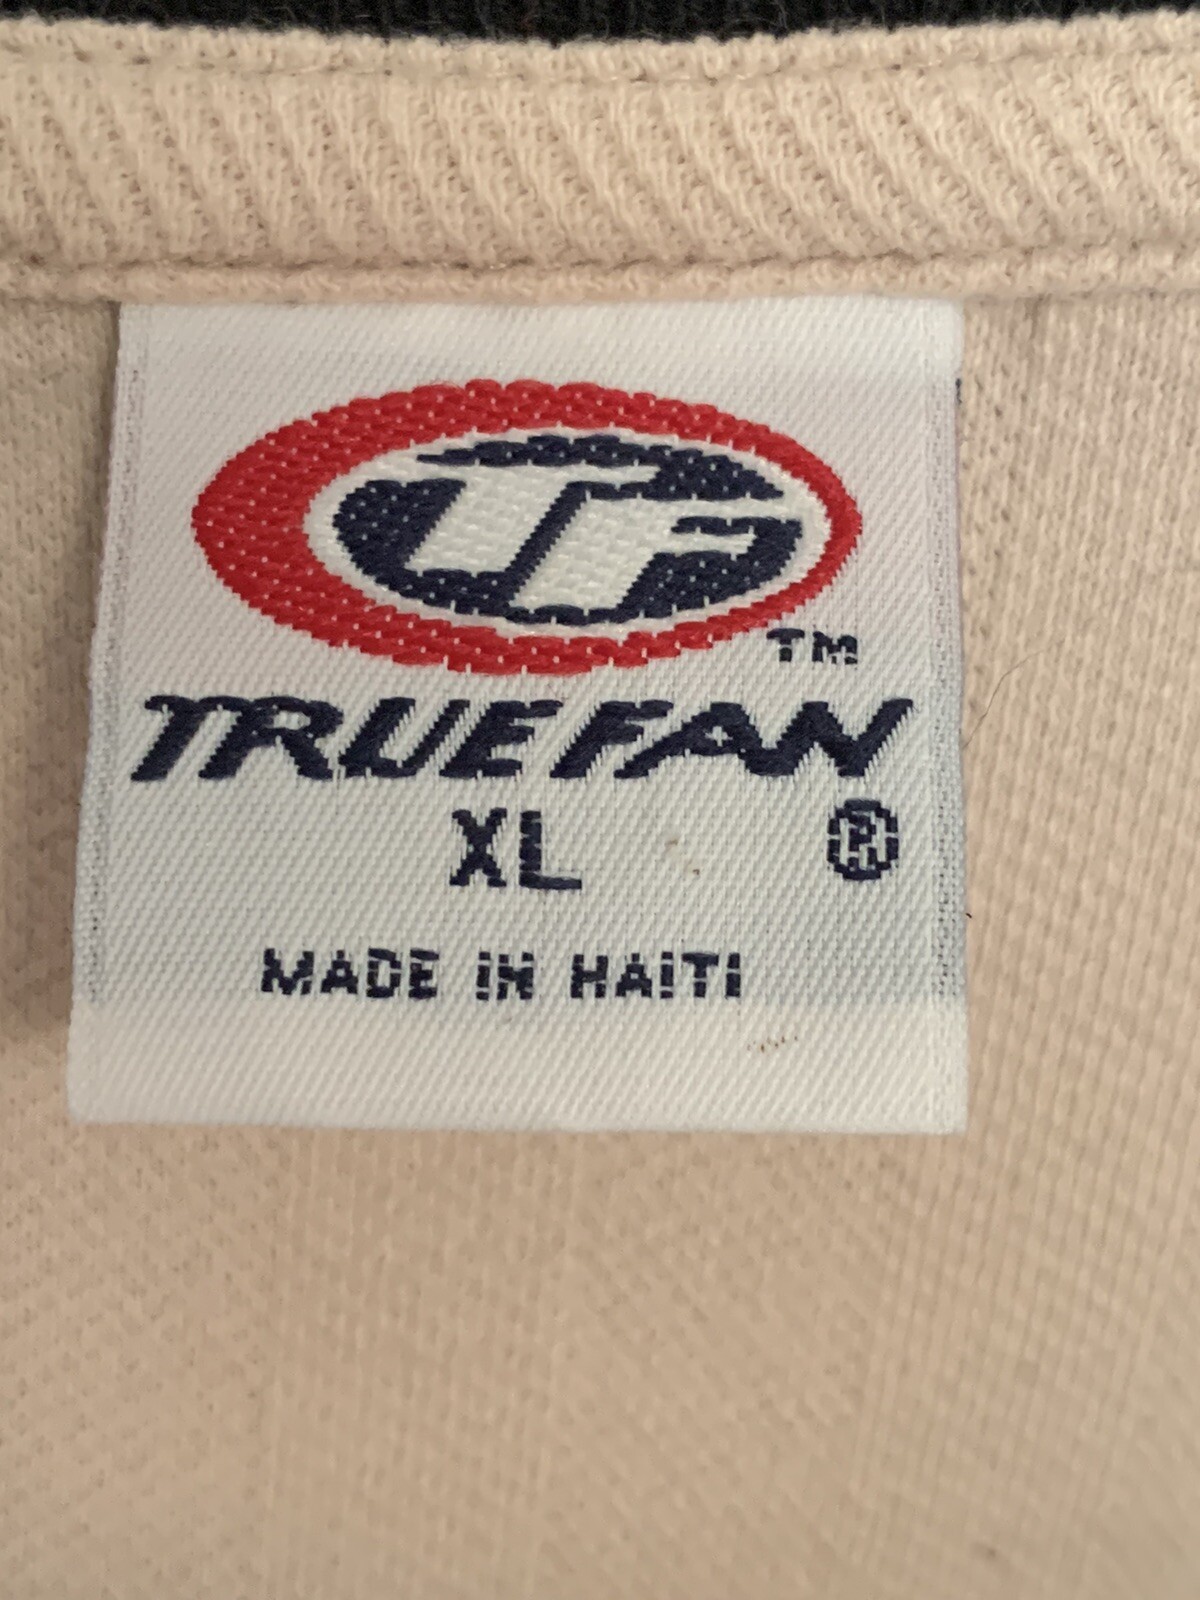 TF
TM
TRUE FAN
XL ®
MADE IN HAITI